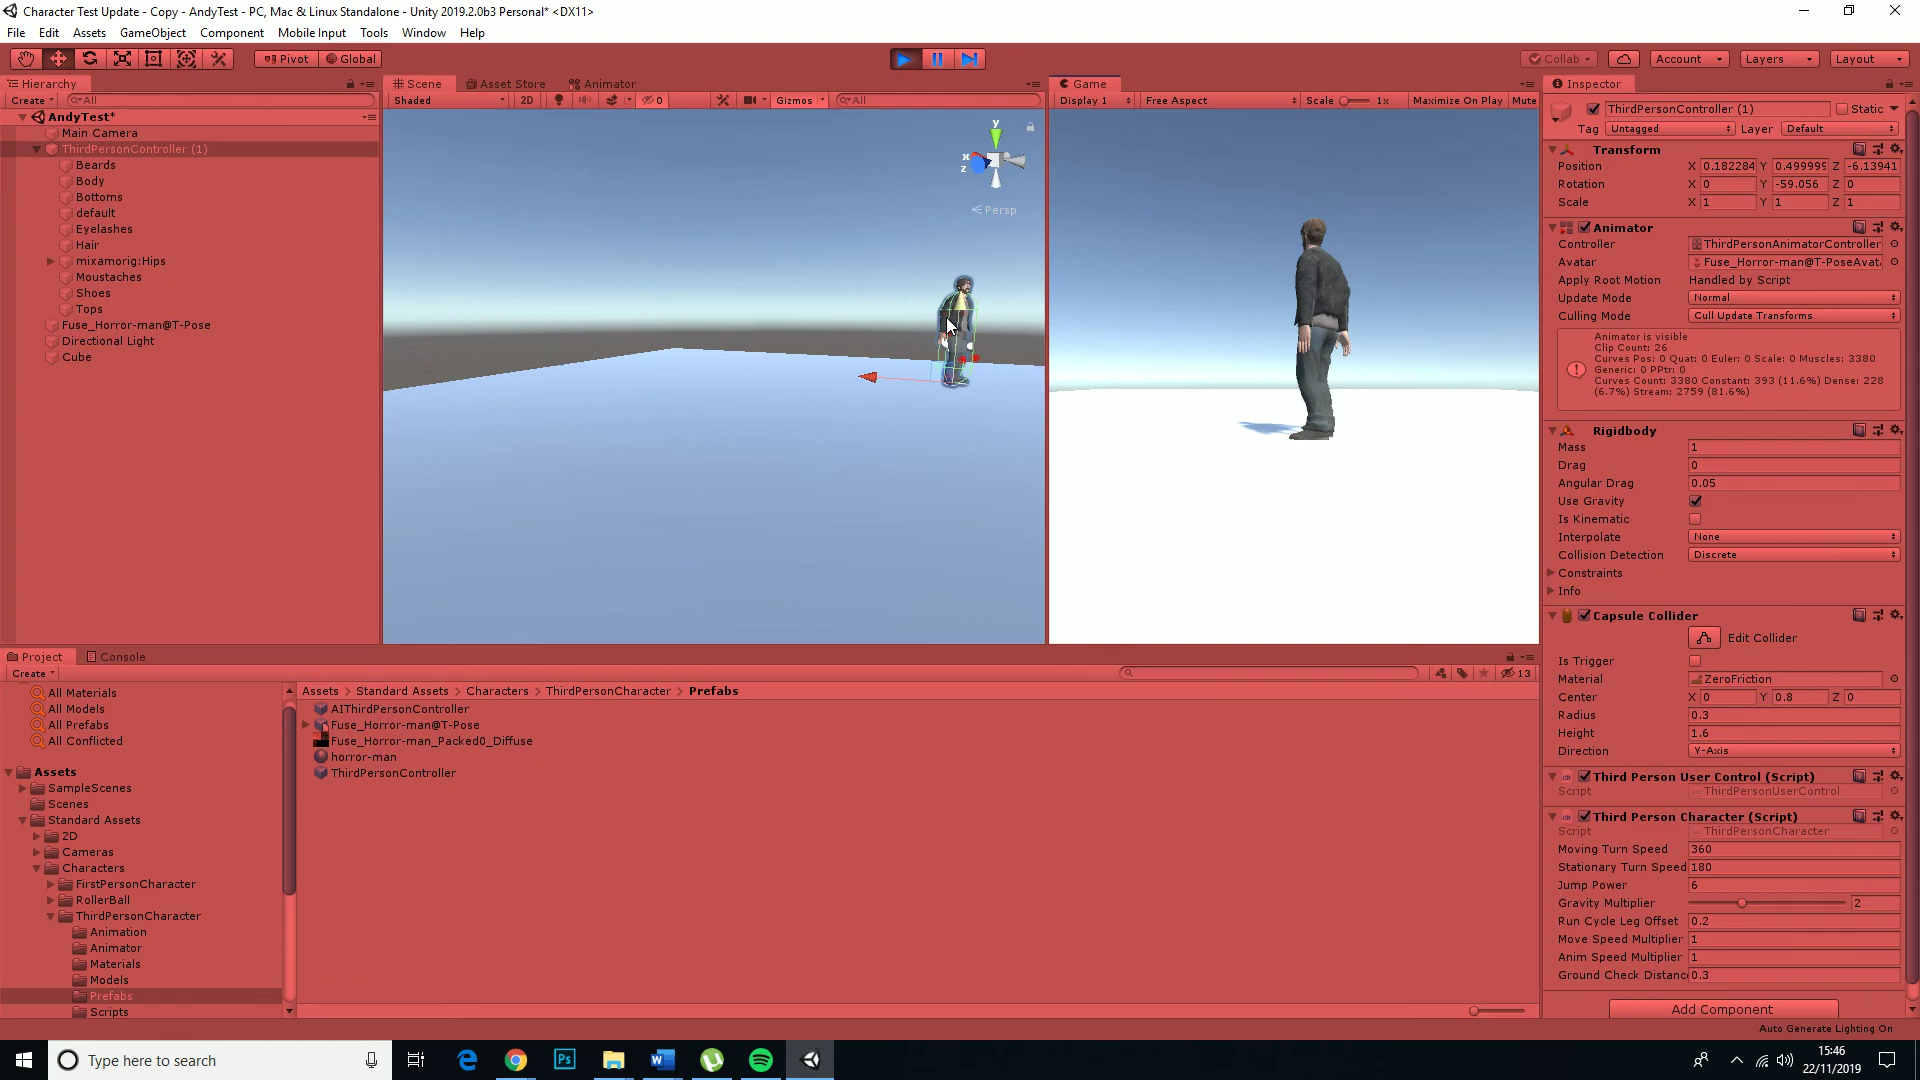 Character Test Update - Copy - AndyTest - PC, Mac & Linux Standalone - Unity 2019.2.0b3 Personal* <DX11>
File Edit Assets GameObject Component Mobile Input Tools Window Help
Pivot Global Collab Account Layers Layout
Hierarchy
Create All
AndyTest*
Main Camera
ThirdPersonController (1)
Beards
Body
Bottoms
default
Eyelashes
Hair
mixamorig:Hips
Moustaches
Shoes
Tops
Fuse_Horror-man@T-Pose
Directional Light
Cube
Scene Asset Store Animator
Shaded 2D 0 Gizmos All
y
x
z
Persp
Game
Display 1 Free Aspect Scale 1x Maximize On Play Mute
Inspector
ThirdPersonController (1) Static
Tag Untagged Layer Default
Transform
Position X 0.182284 Y 0.499999 Z -6.13941
Rotation X 0 Y -59.056 Z 0
Scale X 1 Y 1 Z 1
Animator
Controller ThirdPersonAnimatorController
Avatar Fuse_Horror-man@T-PoseAvat
Apply Root Motion Handled by Script
Update Mode Normal
Culling Mode Cull Update Transforms
Animator is visible
Clip Count: 26
Curves Pos: 0 Quat: 0 Euler: 0 Scale: 0 Muscles: 3380
Generic: 0 PPtr: 0
Curves Count: 3380 Constant: 393 (11.6%) Dense: 228
(6.7%) Stream: 2759 (81.6%)
Rigidbody
Mass 1
Drag 0
Angular Drag 0.05
Use Gravity
Is Kinematic
Interpolate None
Collision Detection Discrete
Constraints
Info
Capsule Collider
Edit Collider
Is Trigger
Material ZeroFriction
Center X 0 Y 0.8 Z 0
Radius 0.3
Height 1.6
Direction Y-Axis
Third Person User Control (Script)
Script ThirdPersonUserControl
Third Person Character (Script)
Script ThirdPersonCharacter
Moving Turn Speed 360
Stationary Turn Speed 180
Jump Power 6
Gravity Multiplier 2
Run Cycle Leg Offset 0.2
Move Speed Multiplier 1
Anim Speed Multiplier 1
Ground Check Distanc 0.3
Add Component
Auto Generate Lighting On
Project Console
Create 13
All Materials
All Models
All Prefabs
All Conflicted
Assets
SampleScenes
Scenes
Standard Assets
2D
Cameras
Characters
FirstPersonCharacter
RollerBall
ThirdPersonCharacter
Animation
Animator
Materials
Models
Prefabs
Scripts
Assets > Standard Assets > Characters > ThirdPersonCharacter > Prefabs
AIThirdPersonController
Fuse_Horror-man@T-Pose
Fuse_Horror-man_Packed0_Diffuse
horror-man
ThirdPersonController
Type here to search
Ps
15:46
22/11/2019